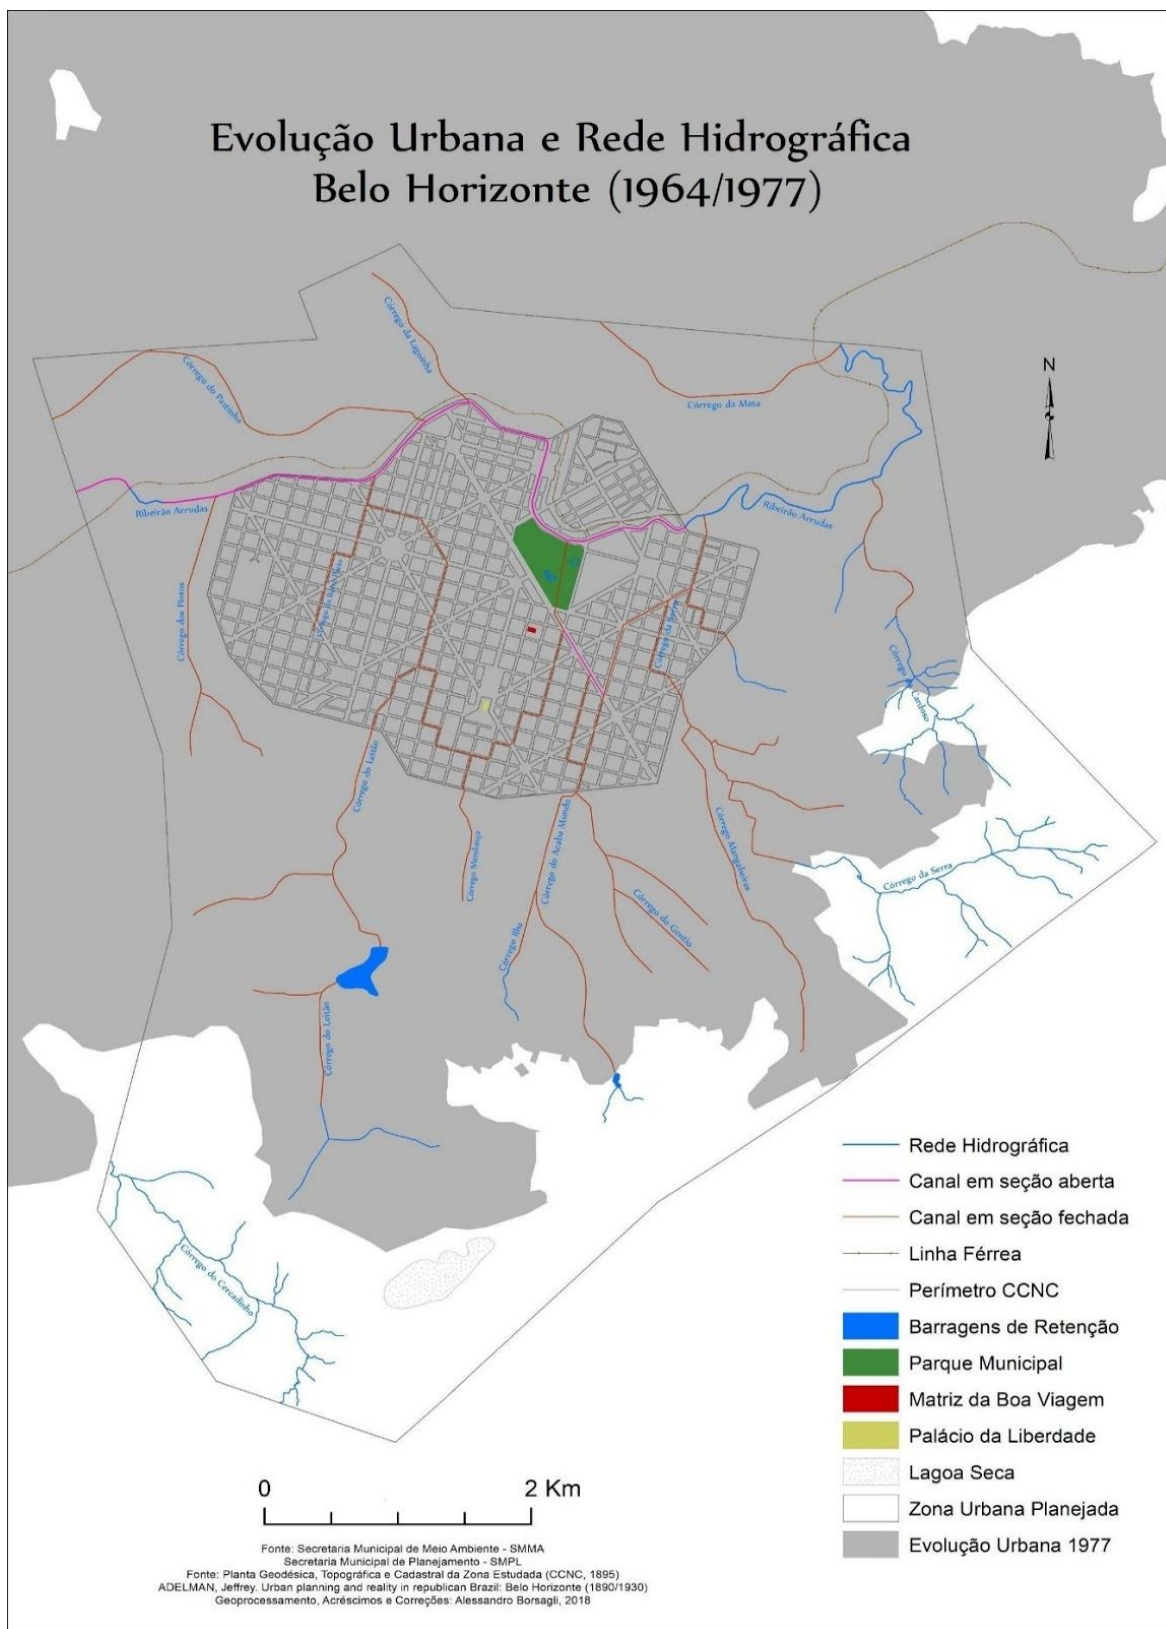 Evolução Urbana e Rede Hidrográfica
Belo Horizonte (1964/1977)
Córrego da Lagoinha
Córrego do Pastinho
Córrego da Mata
N
Ribeirão Arrudas
Ribeirão Arrudas
Córrego dos Pintos
Córrego da Serra
Córrego do Cardoso
Córrego do Leitão
Córrego Mendonça
Córrego do Acaba Mundo
Córrego Mangabeiras
Córrego da Serra
Córrego do Gentio
Córrego Ilha
Córrego do Leitão
Córrego do Cercadinho
Rede Hidrográfica
Canal em seção aberta
Canal em seção fechada
Linha Férrea
Perímetro CCNC
Barragens de Retenção
Parque Municipal
Matriz da Boa Viagem
Palácio da Liberdade
Lagoa Seca
Zona Urbana Planejada
Evolução Urbana 1977
0 2 Km
Fonte: Secretaria Municipal de Meio Ambiente - SMMA
Secretaria Municipal de Planejamento - SMPL
Fonte: Planta Geodésica, Topográfica e Cadastral da Zona Estudada (CCNC, 1895)
ADELMAN, Jeffrey. Urban planning and reality in republican Brazil: Belo Horizonte (1890/1930)
Geoprocessamento, Acréscimos e Correções: Alessandro Borsagli, 2018